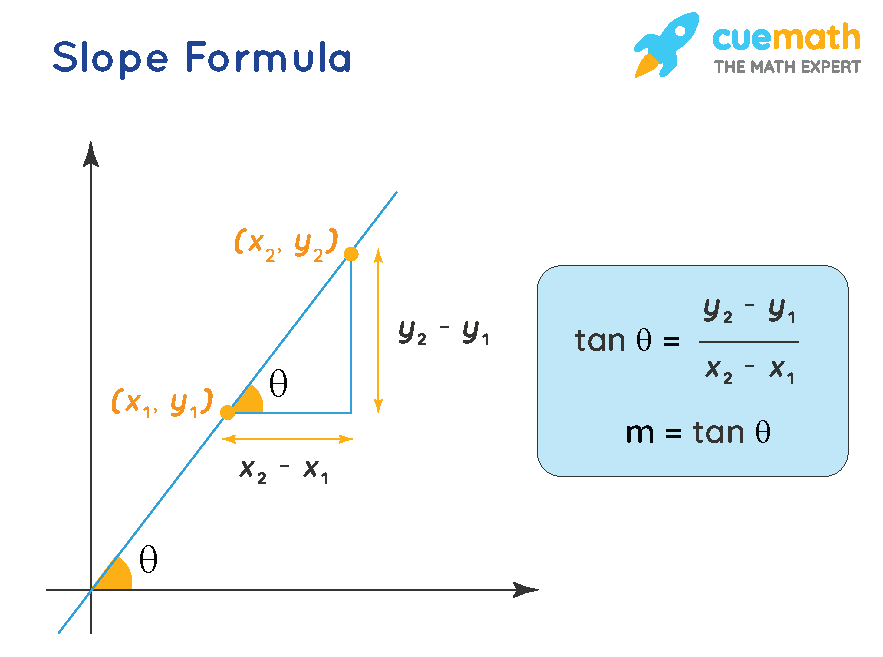 Slope Formula
cuemath
THE MATH EXPERT
(x₂, y₂)
y₂ - y₁
(x₁, y₁)
θ
x₂ - x₁
θ
tan θ = y₂ - y₁
x₂ - x₁
m = tan θ